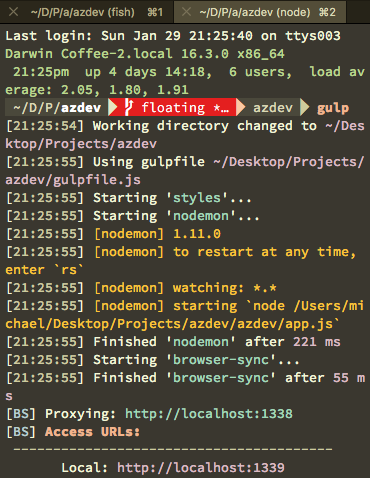 ~/D/P/a/azdev (fish) ⌘1 ~/D/P/a/azdev (node) ⌘2
Last login: Sun Jan 29 21:25:40 on ttys003
Darwin Coffee-2.local 16.3.0 x86_64
21:25pm  up 4 days 14:18,  6 users,  load av
erage: 2.05, 1.80, 1.91
~/D/P/azdev floating *… azdev gulp
[21:25:54] Working directory changed to ~/Des
ktop/Projects/azdev
[21:25:55] Using gulpfile ~/Desktop/Projects/
azdev/gulpfile.js
[21:25:55] Starting 'styles'...
[21:25:55] Starting 'nodemon'...
[21:25:55] [nodemon] 1.11.0
[21:25:55] [nodemon] to restart at any time,
enter `rs`
[21:25:55] [nodemon] watching: *.*
[21:25:55] [nodemon] starting `node /Users/mi
chael/Desktop/Projects/azdev/azdev/app.js`
[21:25:55] Finished 'nodemon' after 221 ms
[21:25:55] Starting 'browser-sync'...
[21:25:55] Finished 'browser-sync' after 55 m
s
[BS] Proxying: http://localhost:1338
[BS] Access URLs:
--------------------------------------
Local: http://localhost:1339